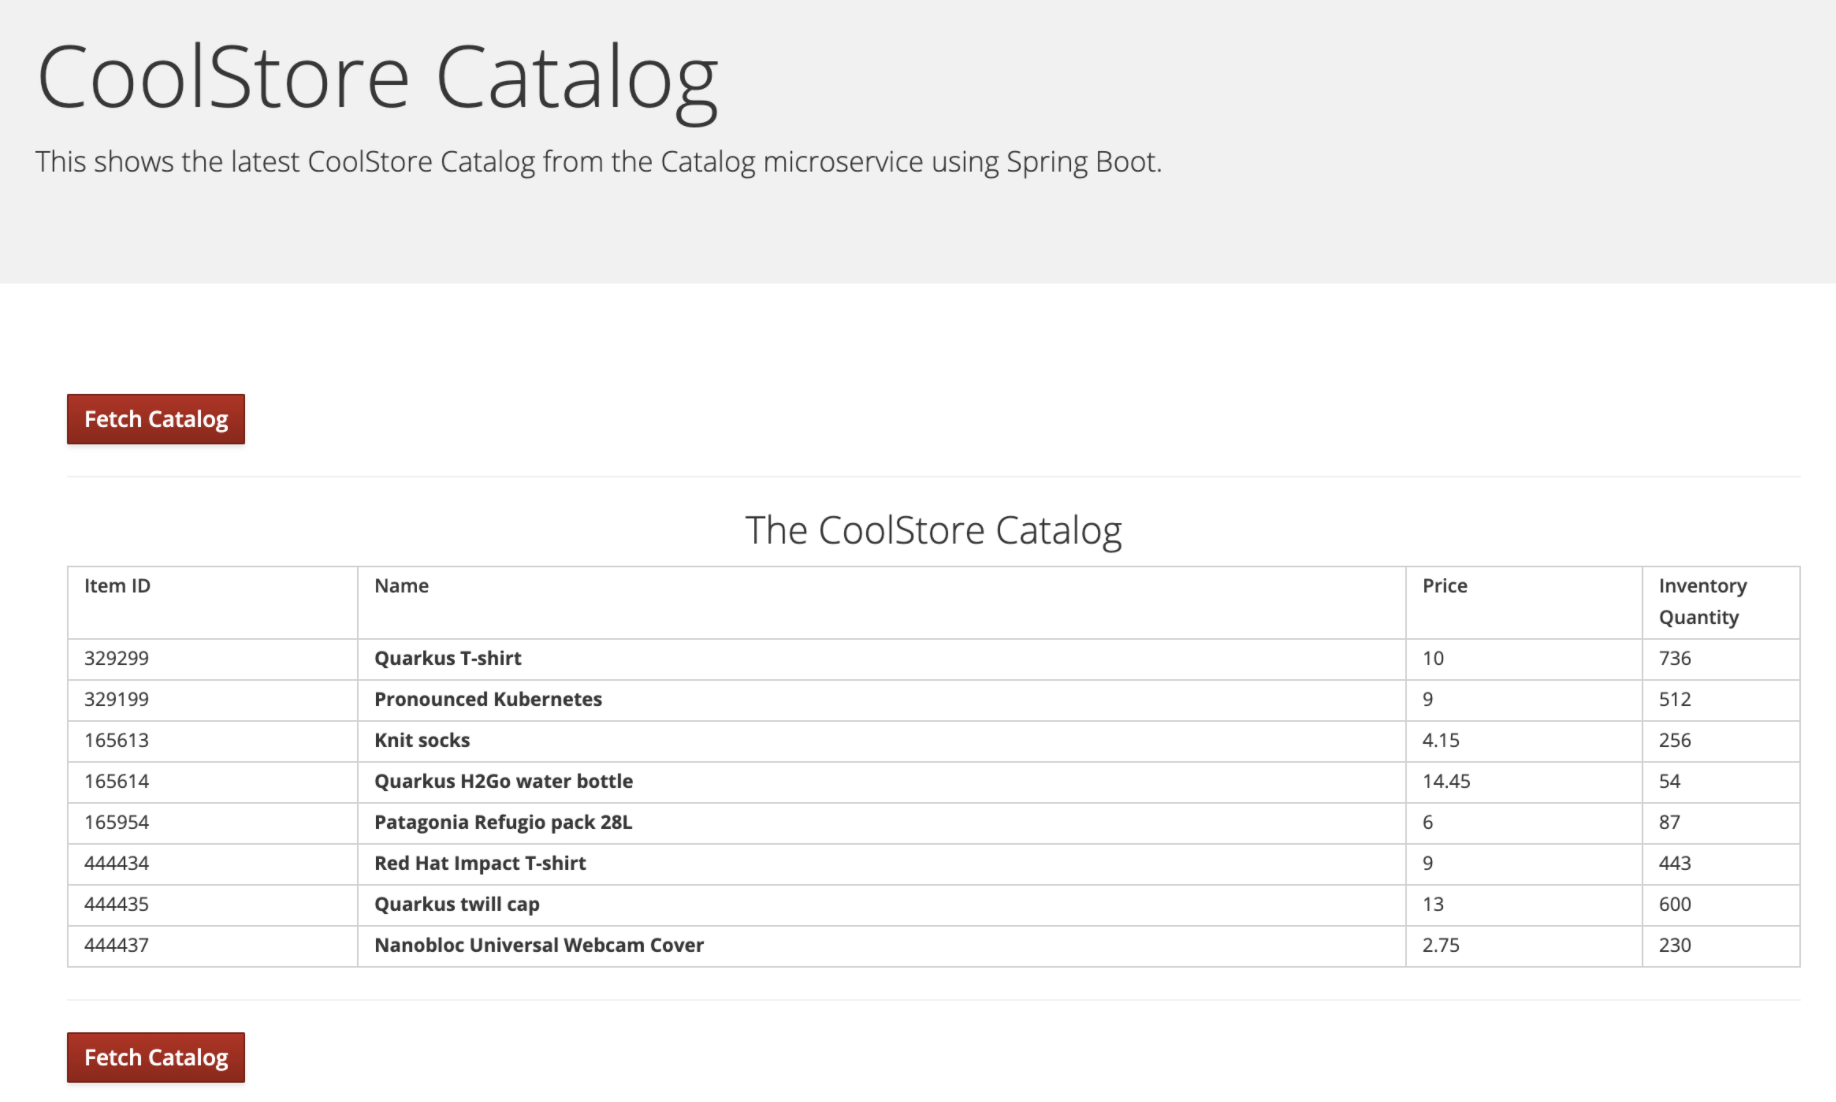 CoolStore Catalog
This shows the latest CoolStore Catalog from the Catalog microservice using Spring Boot.
Fetch Catalog
The CoolStore Catalog
Item ID Name Price Inventory
Quantity
329299 Quarkus T-shirt 10 736
329199 Pronounced Kubernetes 9 512
165613 Knit socks 4.15 256
165614 Quarkus H2Go water bottle 14.45 54
165954 Patagonia Refugio pack 28L 6 87
444434 Red Hat Impact T-shirt 9 443
444435 Quarkus twill cap 13 600
444437 Nanobloc Universal Webcam Cover 2.75 230
Fetch Catalog